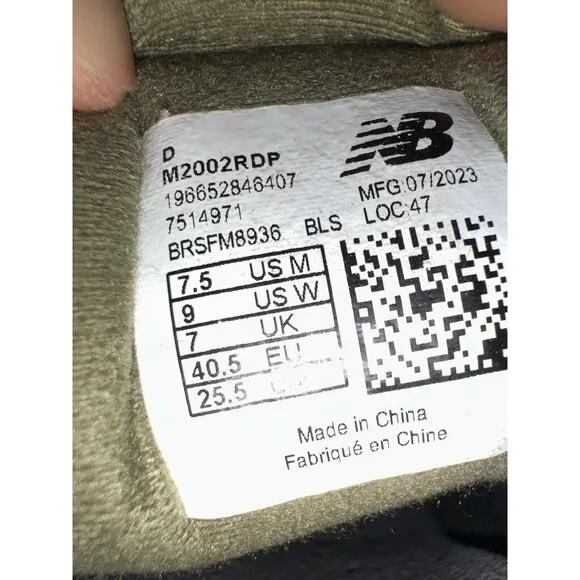 D
M2002RDP
196652846407
7514971
BRSFM8936 BLS
NB
MFG:07/2023
LOC:47
7.5 US M
9 US W
7 UK
40.5 EU
25.5
Made in China
Fabriqué en Chine